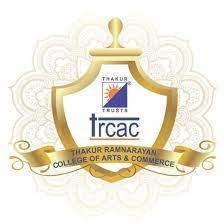 THAKUR
TRUSTS
trcac
THAKUR RAMNARAYAN
COLLEGE OF ARTS & COMMERCE